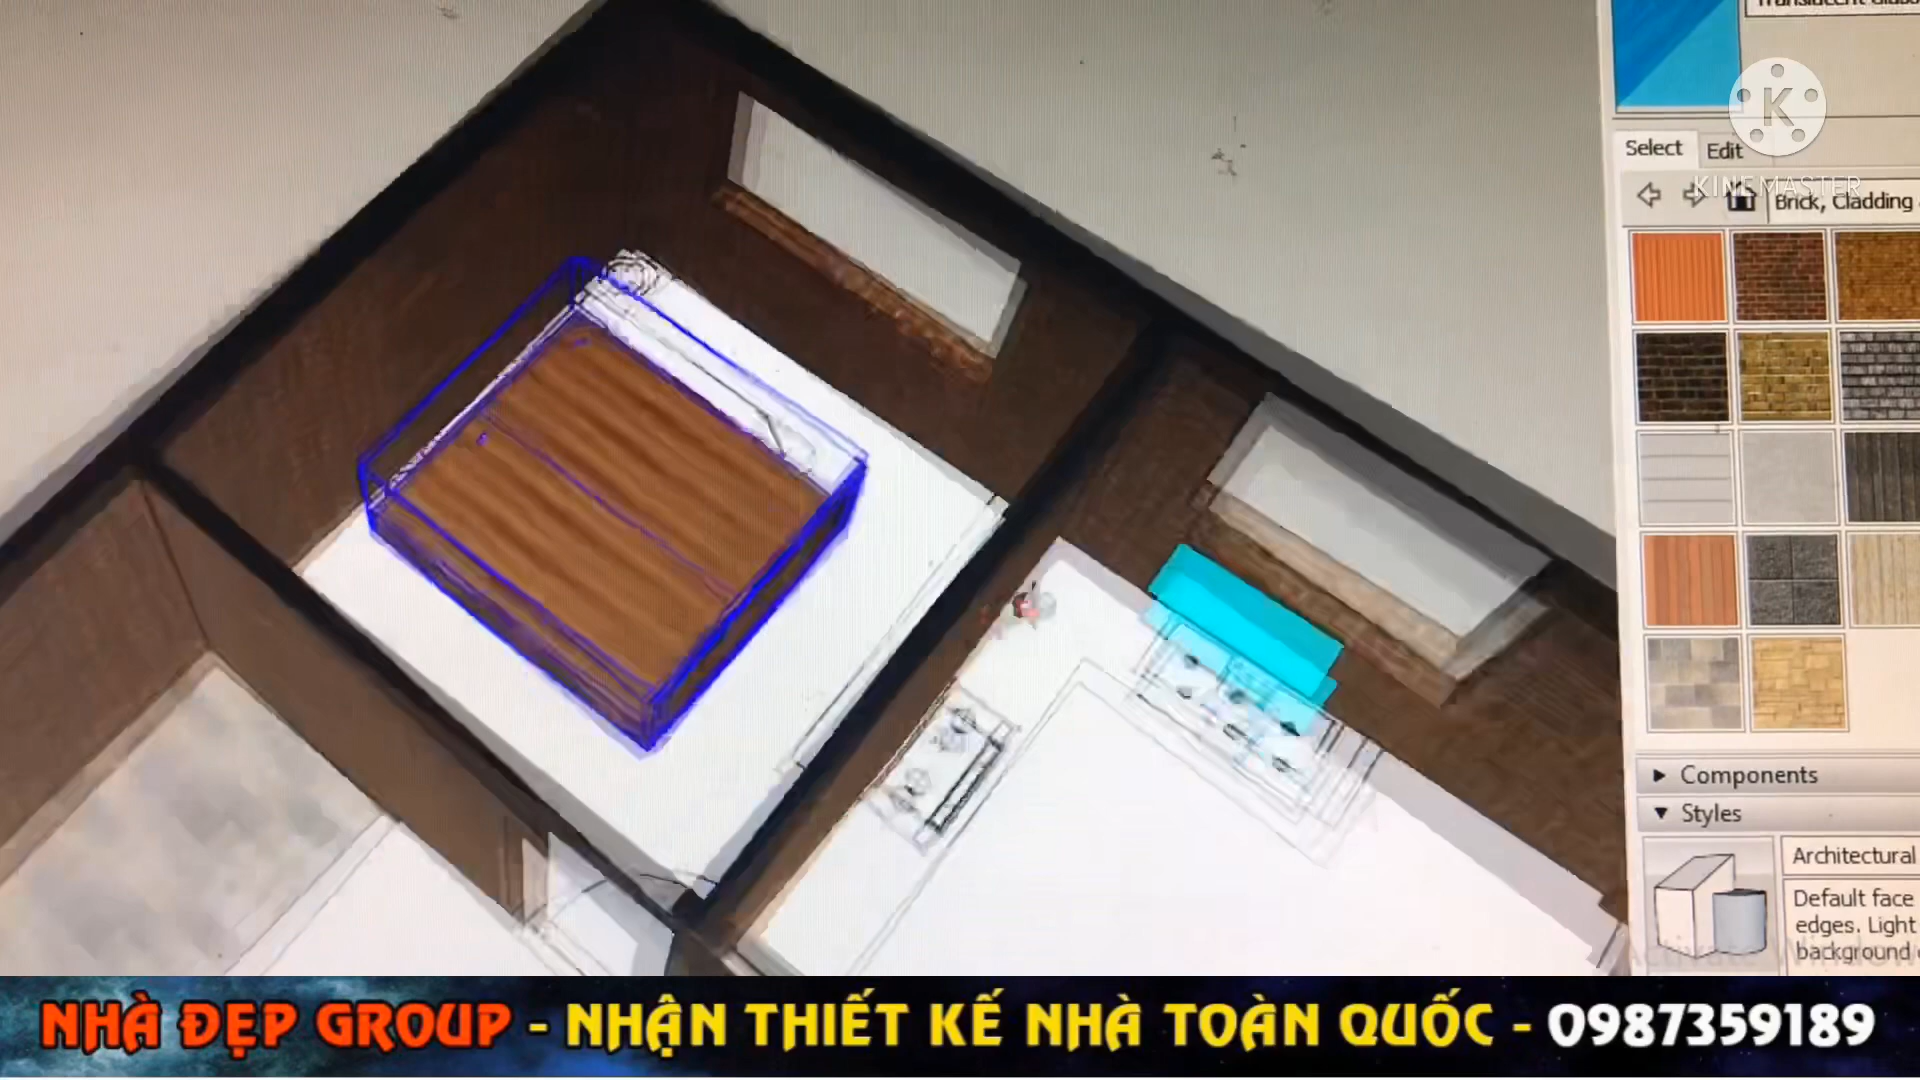 Select
Edit
K
KINEMASTER
Brick, Cladding
Components
Styles
Architectural
Default face
edges. Light
background
NHÀ ĐẸP GROUP - NHẬN THIẾT KẾ NHÀ TOÀN QUỐC - 0987359189